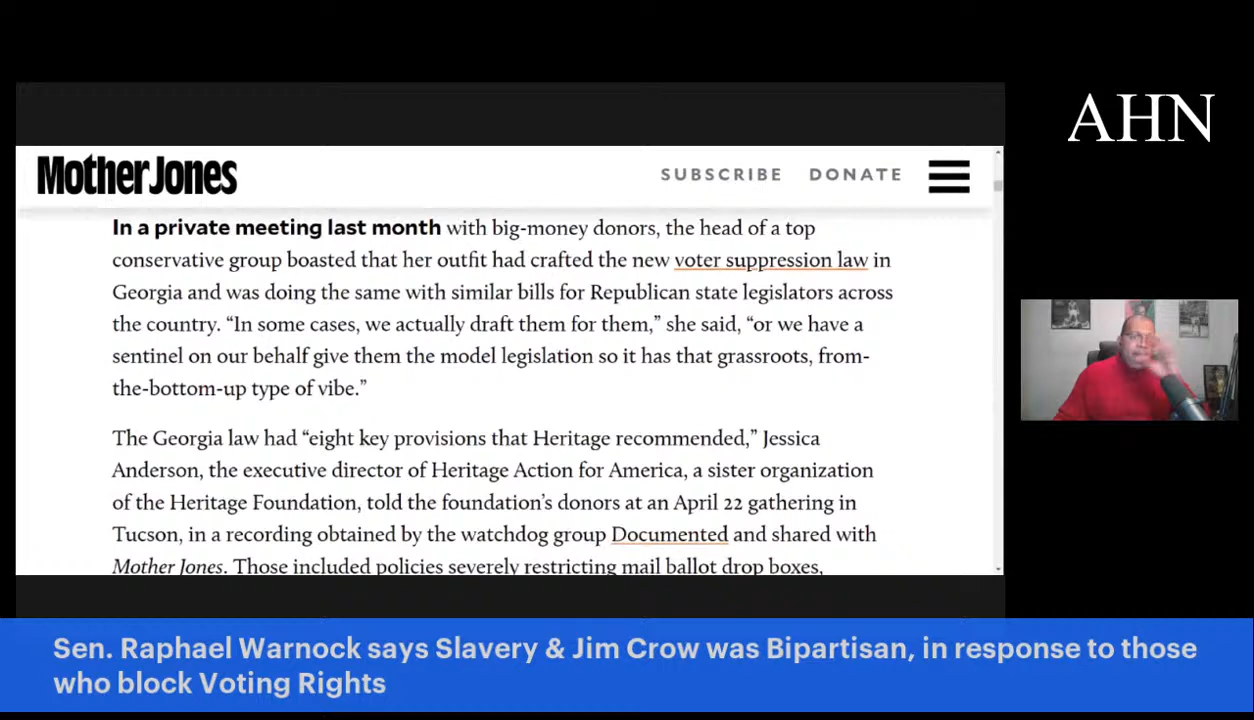 AHN
Mother Jones
SUBSCRIBE DONATE
In a private meeting last month with big-money donors, the head of a top
conservative group boasted that her outfit had crafted the new voter suppression law in
Georgia and was doing the same with similar bills for Republican state legislators across
the country. “In some cases, we actually draft them for them,” she said, “or we have a
sentinel on our behalf give them the model legislation so it has that grassroots, from-
the-bottom-up type of vibe.”
The Georgia law had “eight key provisions that Heritage recommended,” Jessica
Anderson, the executive director of Heritage Action for America, a sister organization
of the Heritage Foundation, told the foundation’s donors at an April 22 gathering in
Tucson, in a recording obtained by the watchdog group Documented and shared with
Mother Jones. Those included policies severely restricting mail ballot drop boxes,
Sen. Raphael Warnock says Slavery & Jim Crow was Bipartisan, in response to those
who block Voting Rights